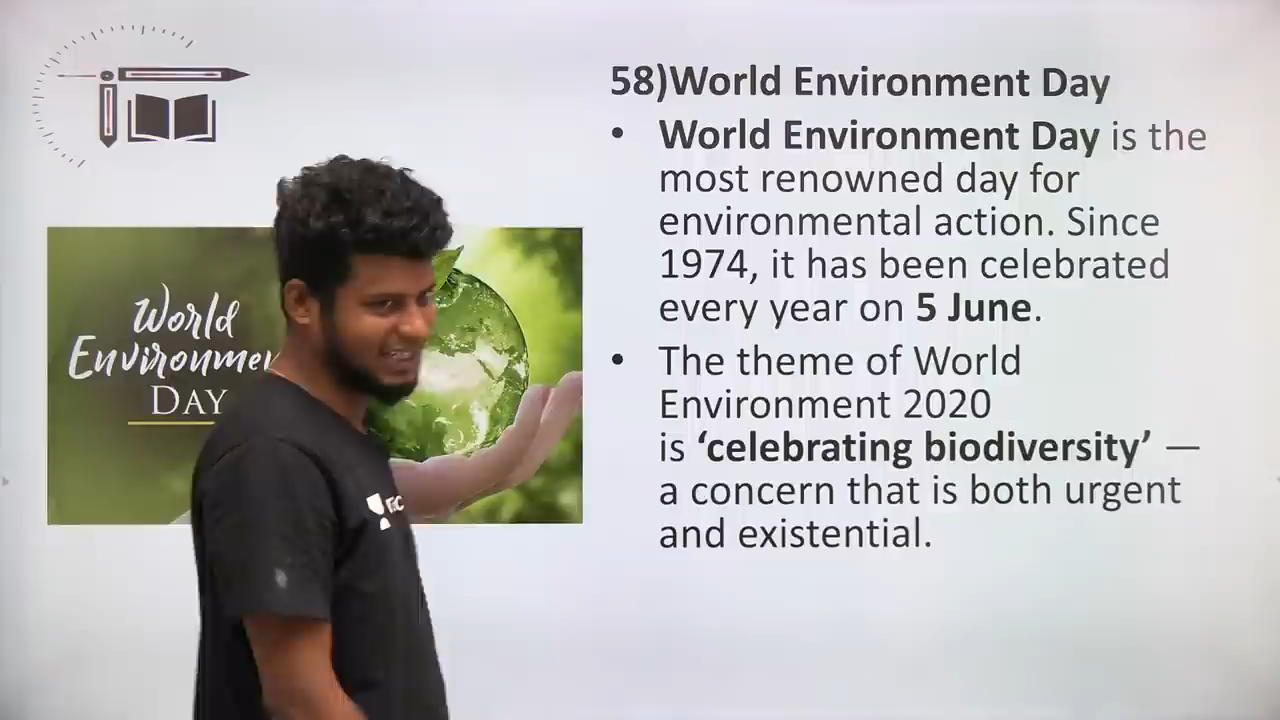 58)World Environment Day
• World Environment Day is the
most renowned day for
environmental action. Since
1974, it has been celebrated
every year on 5 June.
• The theme of World
Environment 2020
is ‘celebrating biodiversity’ —
a concern that is both urgent
and existential.
World
DAY